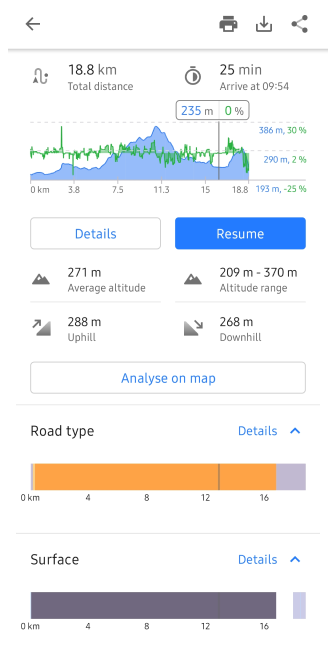 18.8 km
Total distance
25 min
Arrive at 09:54
235 m 0 %
386 m, 30 %
290 m, 2 %
193 m, -25 %
0 km 3.8 7.5 11.3 15 18.8
Details
Resume
271 m
Average altitude
209 m - 370 m
Altitude range
288 m
Uphill
268 m
Downhill
Analyse on map
Road type
Details
0 km 4 8 12 16
Surface
Details
0 km 4 8 12 16